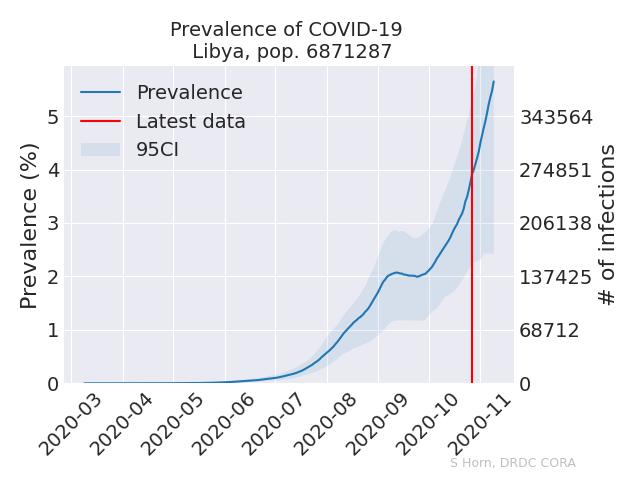 Prevalence of COVID-19
Libya, pop. 6871287
Prevalence
Latest data
95CI
Prevalence (%)
5
4
3
2
1
0
343564
274851
206138
137425
68712
0
# of infections
2020-03
2020-04
2020-05
2020-06
2020-07
2020-08
2020-09
2020-10
2020-11
S Horn, DRDC CORA